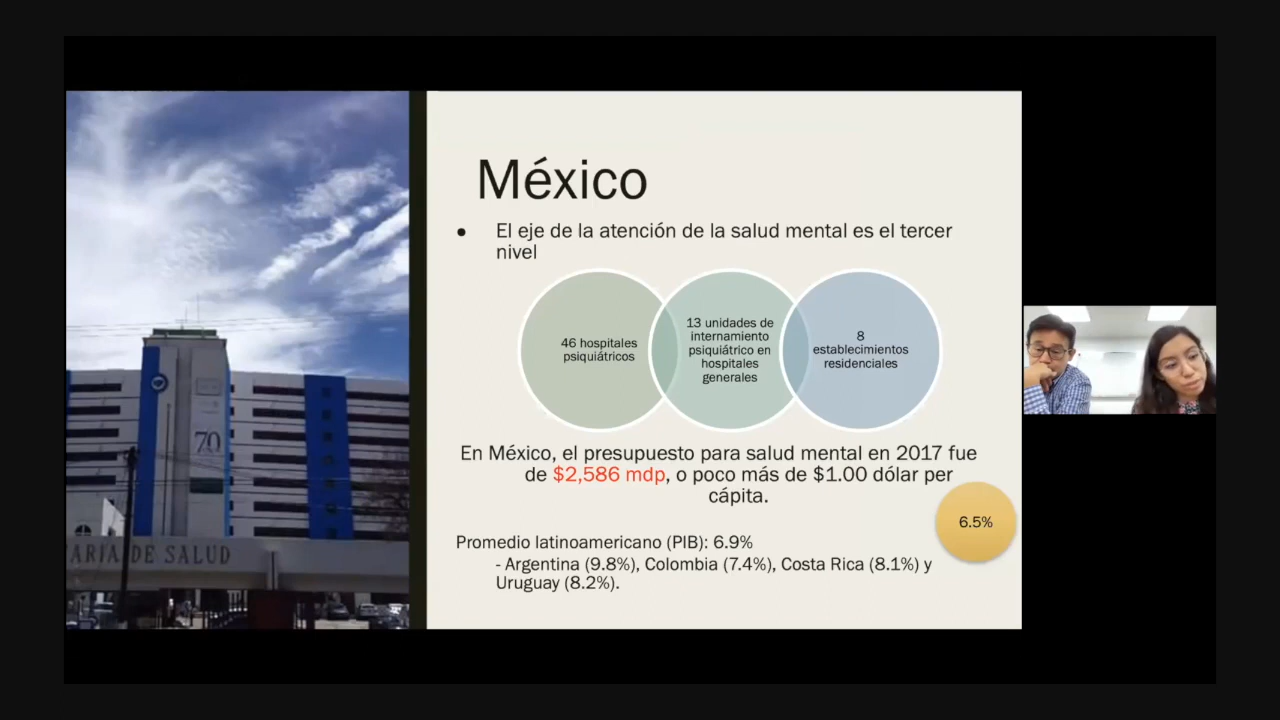 México
● El eje de la atención de la salud mental es el tercer
nivel
46 hospitales
psiquiátricos
13 unidades de
internamiento
psiquiátrico en
hospitales
generales
8
establecimientos
residenciales
En México, el presupuesto para salud mental en 2017 fue
de $2,586 mdp, o poco más de $1.00 dólar per
cápita.
6.5%
Promedio latinoamericano (PIB): 6.9%
- Argentina (9.8%), Colombia (7.4%), Costa Rica (8.1%) y
Uruguay (8.2%).
70
ARIA DE SALUD